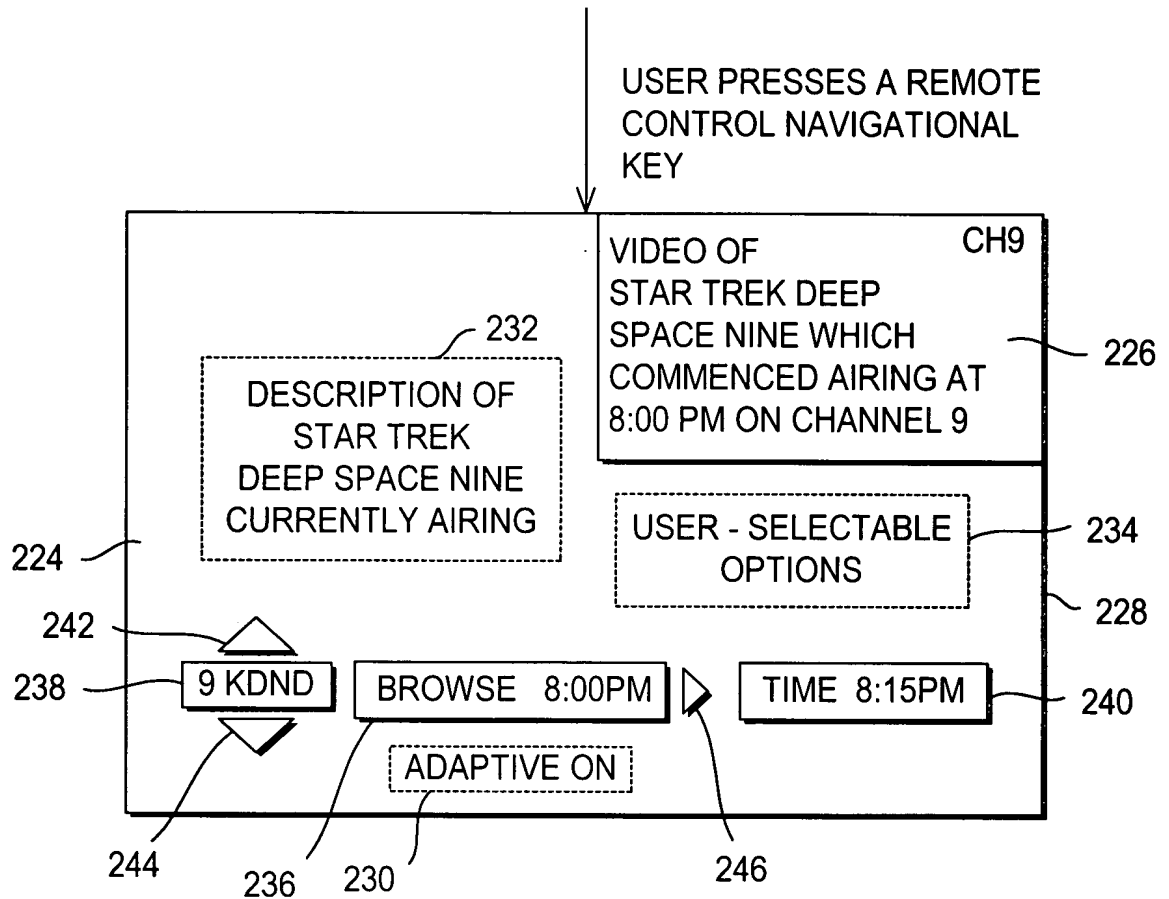 USER PRESSES A REMOTE
CONTROL NAVIGATIONAL
KEY
CH9
VIDEO OF
STAR TREK DEEP
SPACE NINE WHICH
COMMENCED AIRING AT
8:00 PM ON CHANNEL 9
226
232
DESCRIPTION OF
STAR TREK
DEEP SPACE NINE
CURRENTLY AIRING
USER - SELECTABLE
OPTIONS
234
224
228
242
238
9 KDND
BROWSE 8:00PM
TIME 8:15PM
240
ADAPTIVE ON
244
236
230
246